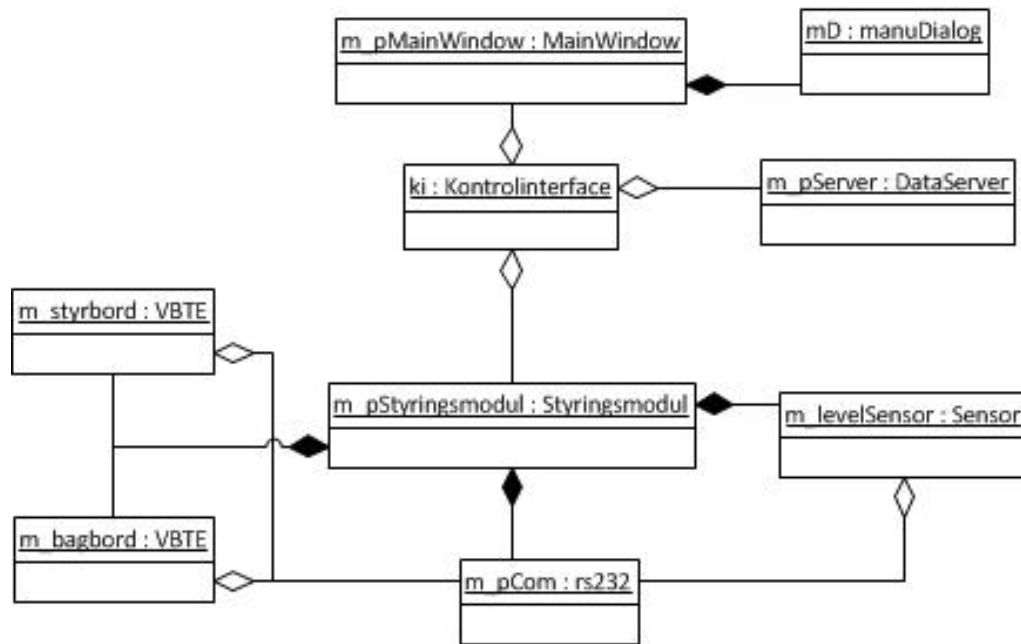 m_pMainWindow : MainWindow
mD : manuDialog
ki : Kontrolinterface
m_pServer : DataServer
m_styrbord : VBTE
m_pStyringsmodul : Styringsmodul
m_levelSensor : Sensor
m_bagbord : VBTE
m_pCom : rs232